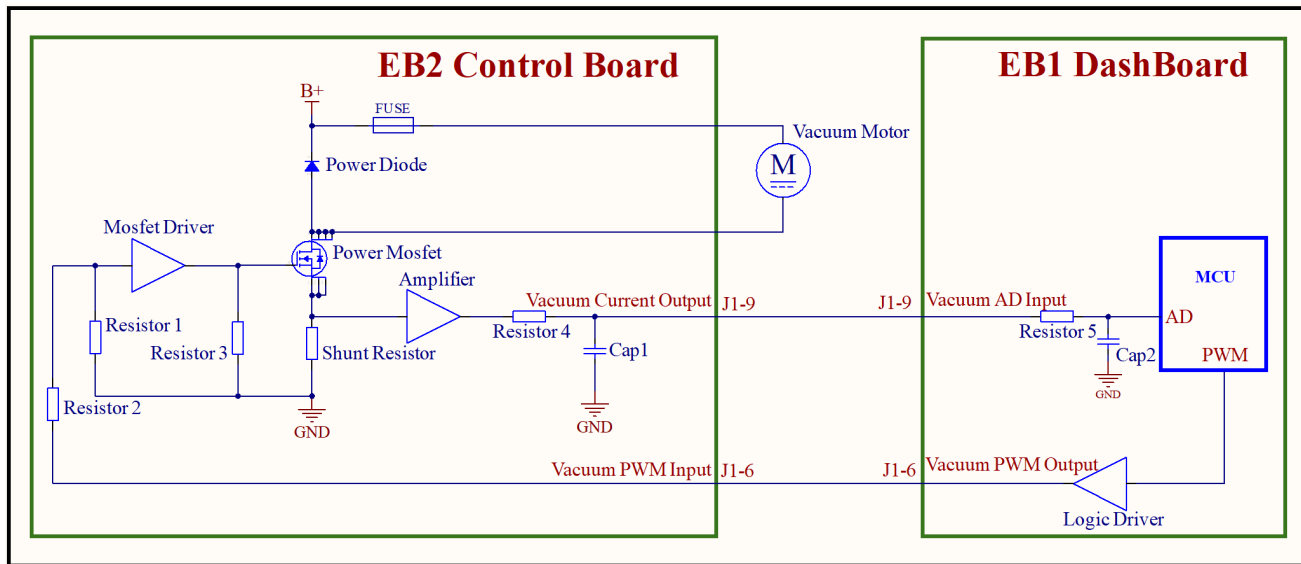 EB2 Control Board
EB1 DashBoard
B+
FUSE
Vacuum Motor
M
Power Diode
Mosfet Driver
Power Mosfet
Amplifier
MCU
Vacuum Current Output
J1-9
J1-9
Vacuum AD Input
AD
Resistor 1
Resistor 3
Shunt Resistor
Resistor 4
Cap1
Resistor 5
Cap2
PWM
Resistor 2
GND
GND
GND
Vacuum PWM Input
J1-6
J1-6
Vacuum PWM Output
Logic Driver